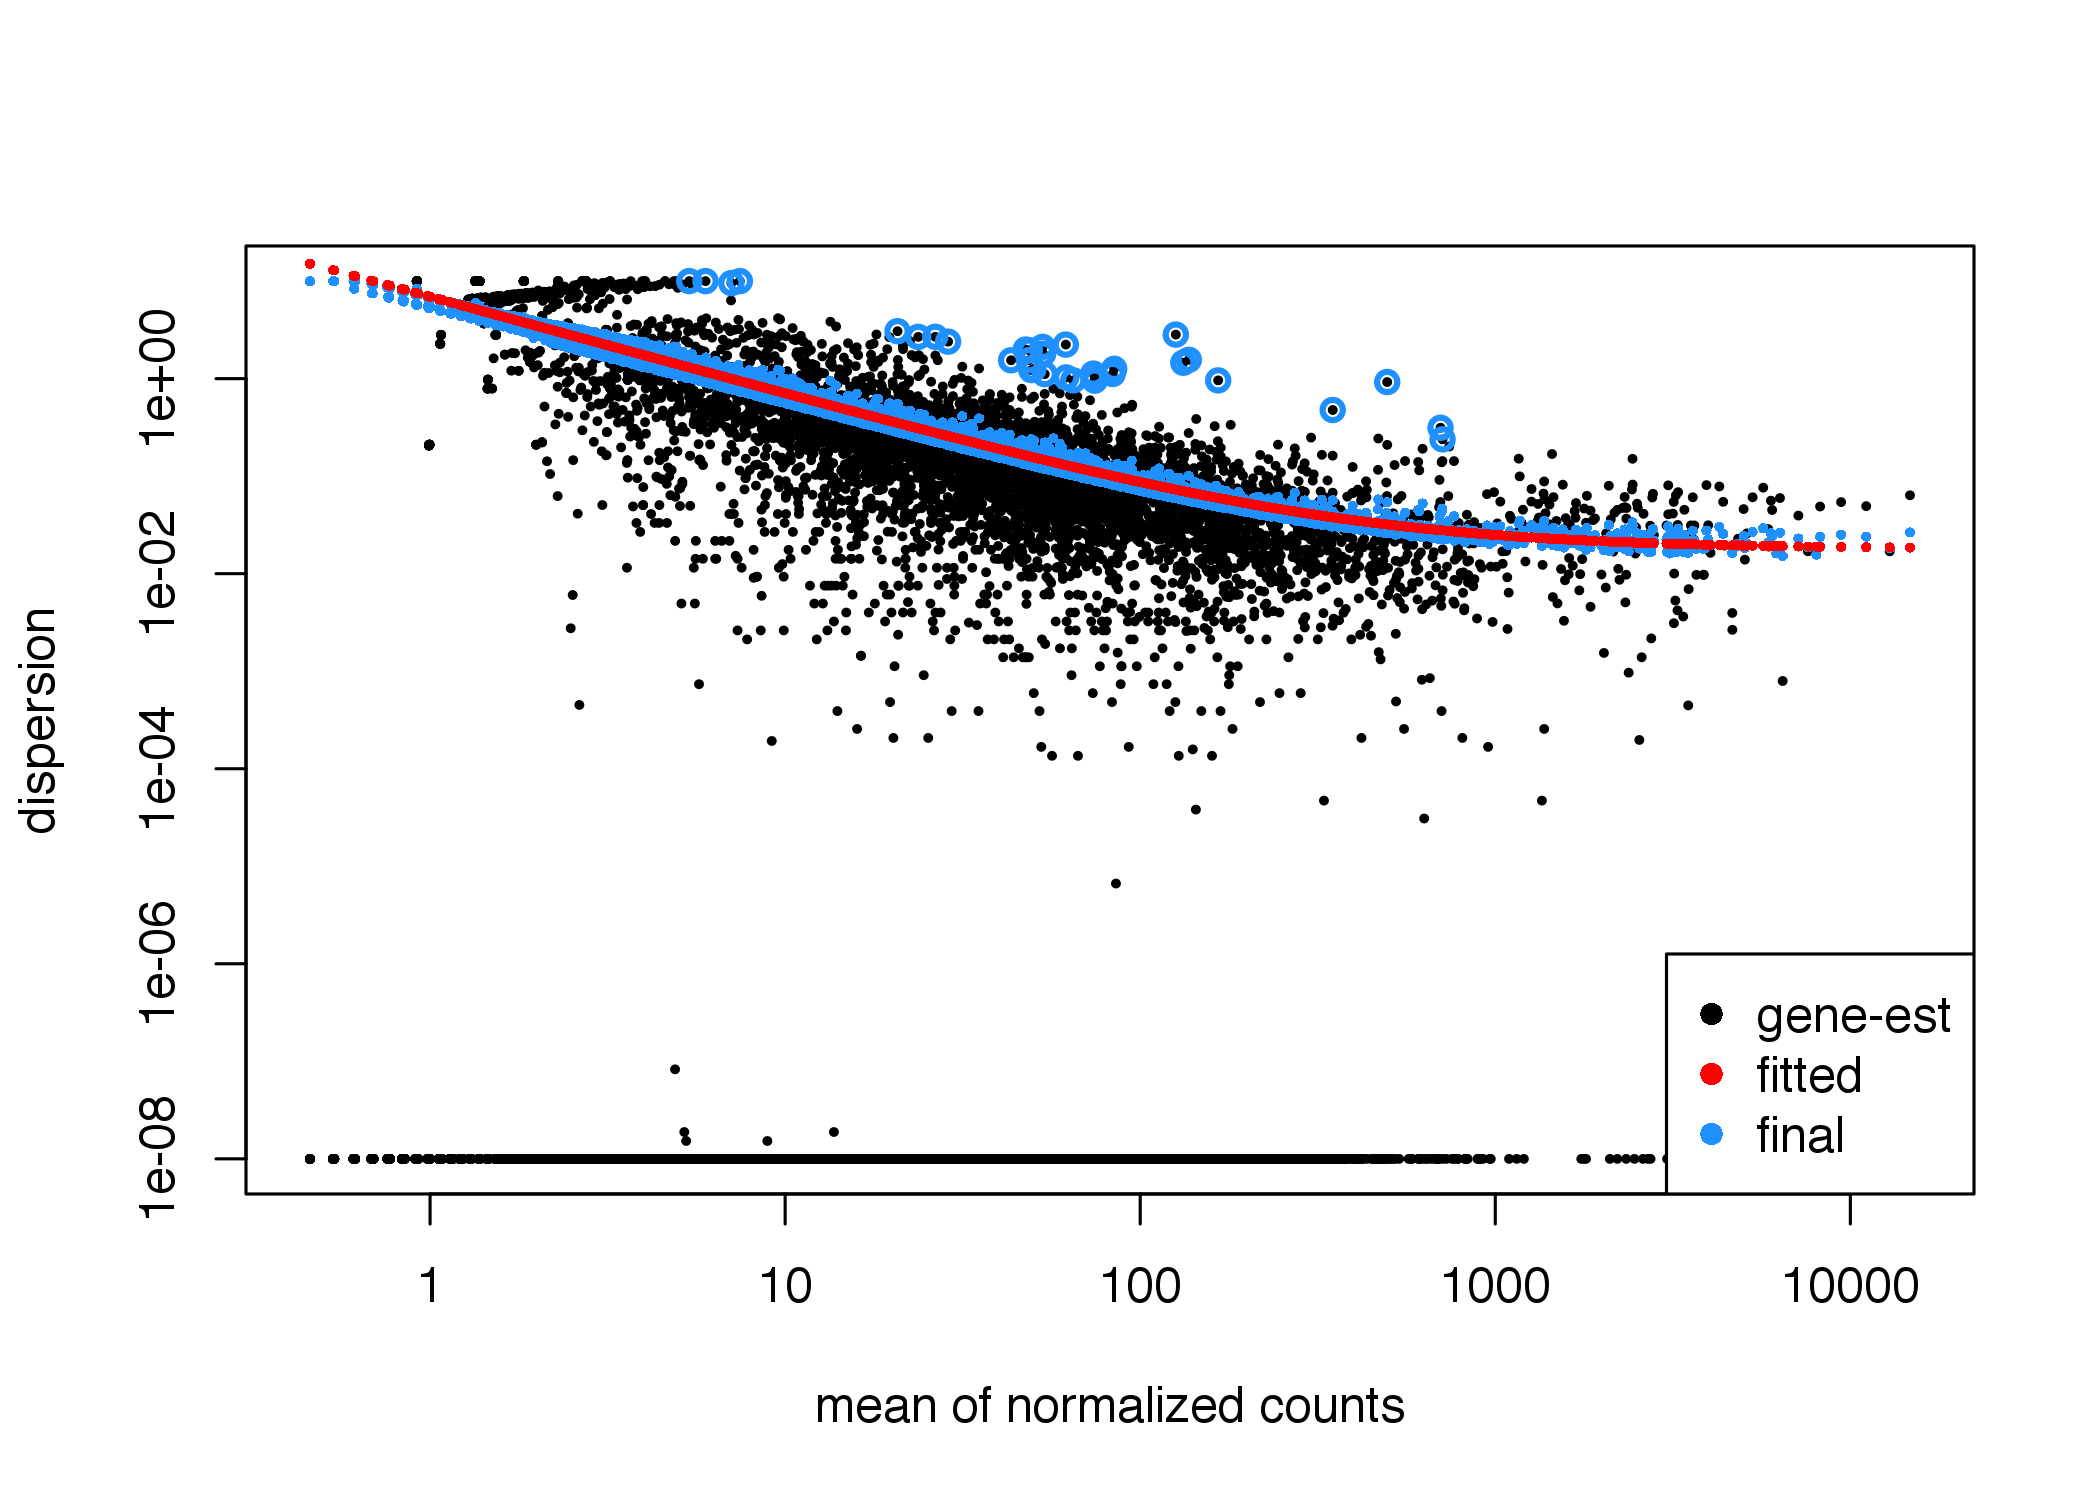 dispersion
1e+00
1e-02
1e-04
1e-06
1e-08
gene-est
fitted
final
1 10 100 1000 10000
mean of normalized counts